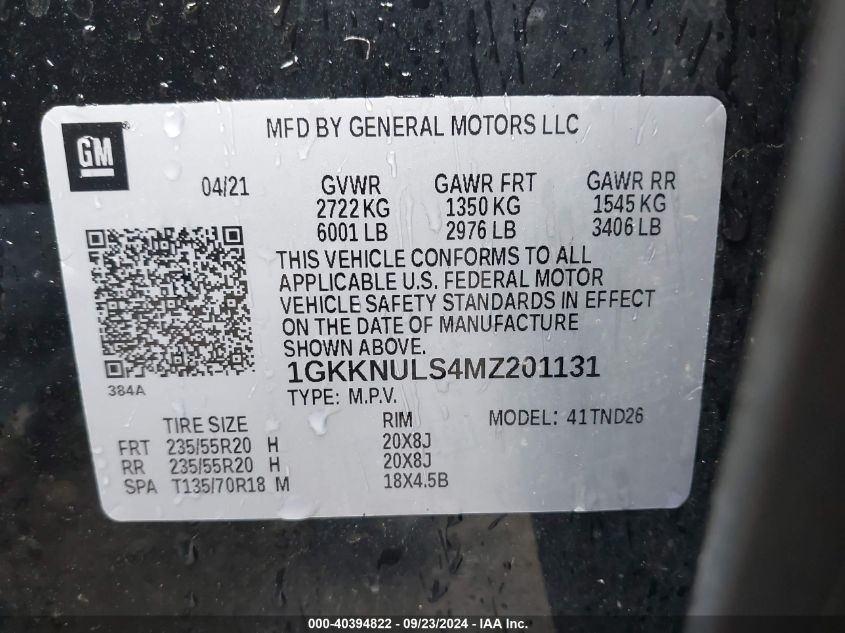 MFD BY GENERAL MOTORS LLC
GM
04/21 GVWR GAWR FRT GAWR RR
2722 KG 1350 KG 1545 KG
6001 LB 2976 LB 3406 LB
THIS VEHICLE CONFORMS TO ALL
APPLICABLE U.S. FEDERAL MOTOR
VEHICLE SAFETY STANDARDS IN EFFECT
ON THE DATE OF MANUFACTURE
SHOWN ABOVE.
384A
1GKKNULS4MZ201131
TYPE: M.P.V.
TIRE SIZE RIM MODEL: 41TND26
FRT 235/55R20 H 20X8J
RR 235/55R20 H 20X8J
SPA T135/70R18 M 18X4.5B
000-40394822 - 09/23/2024 - IAAI.COM